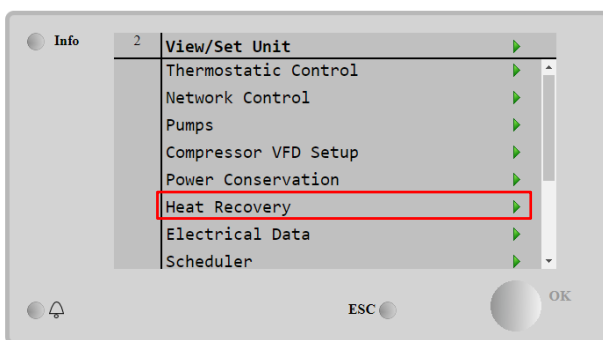 Info
2 View/Set Unit
Thermostatic Control
Network Control
Pumps
Compressor VFD Setup
Power Conservation
Heat Recovery
Electrical Data
Scheduler
ESC
OK